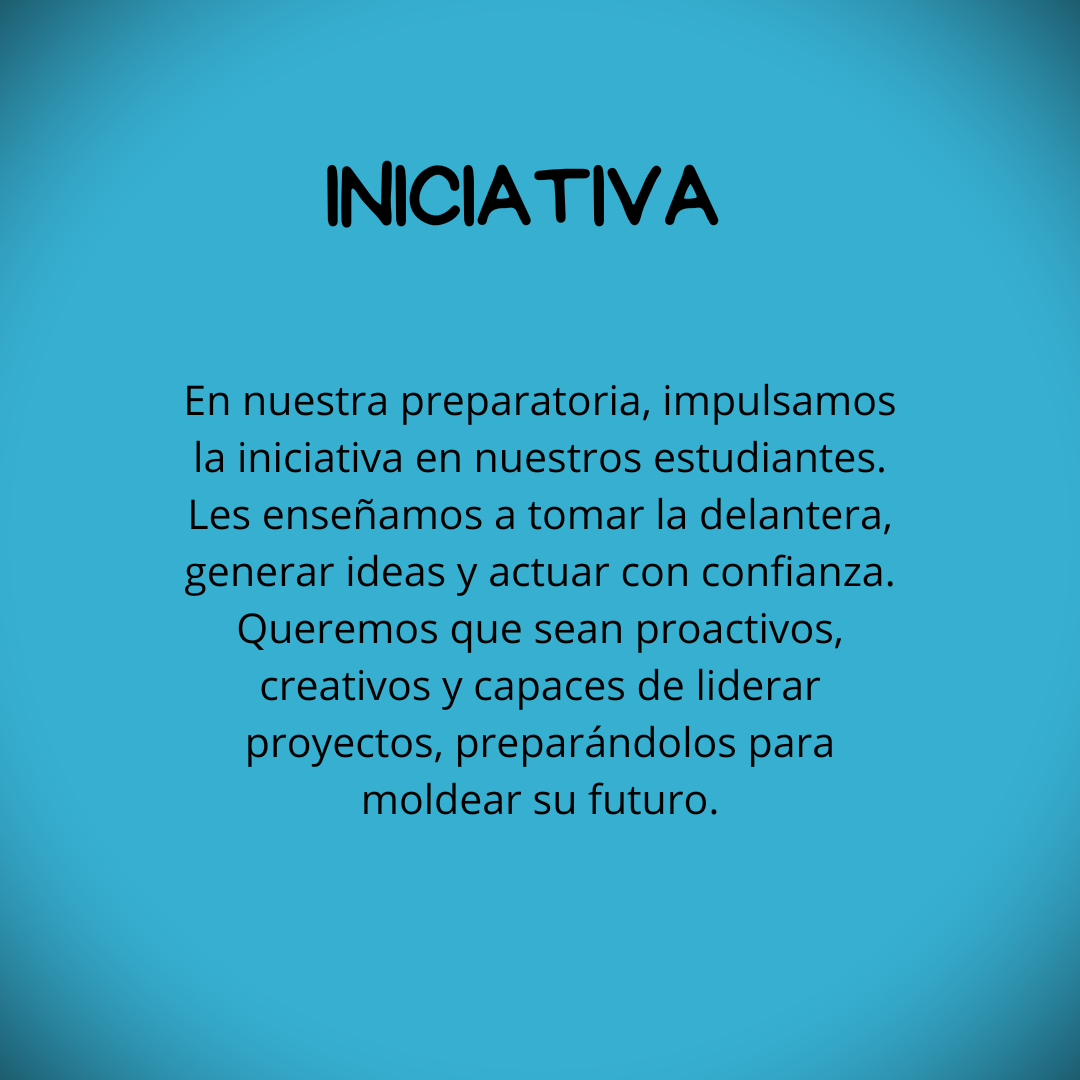 INICIATIVA
En nuestra preparatoria, impulsamos
la iniciativa en nuestros estudiantes.
Les enseñamos a tomar la delantera,
generar ideas y actuar con confianza.
Queremos que sean proactivos,
creativos y capaces de liderar
proyectos, preparándolos para
moldear su futuro.